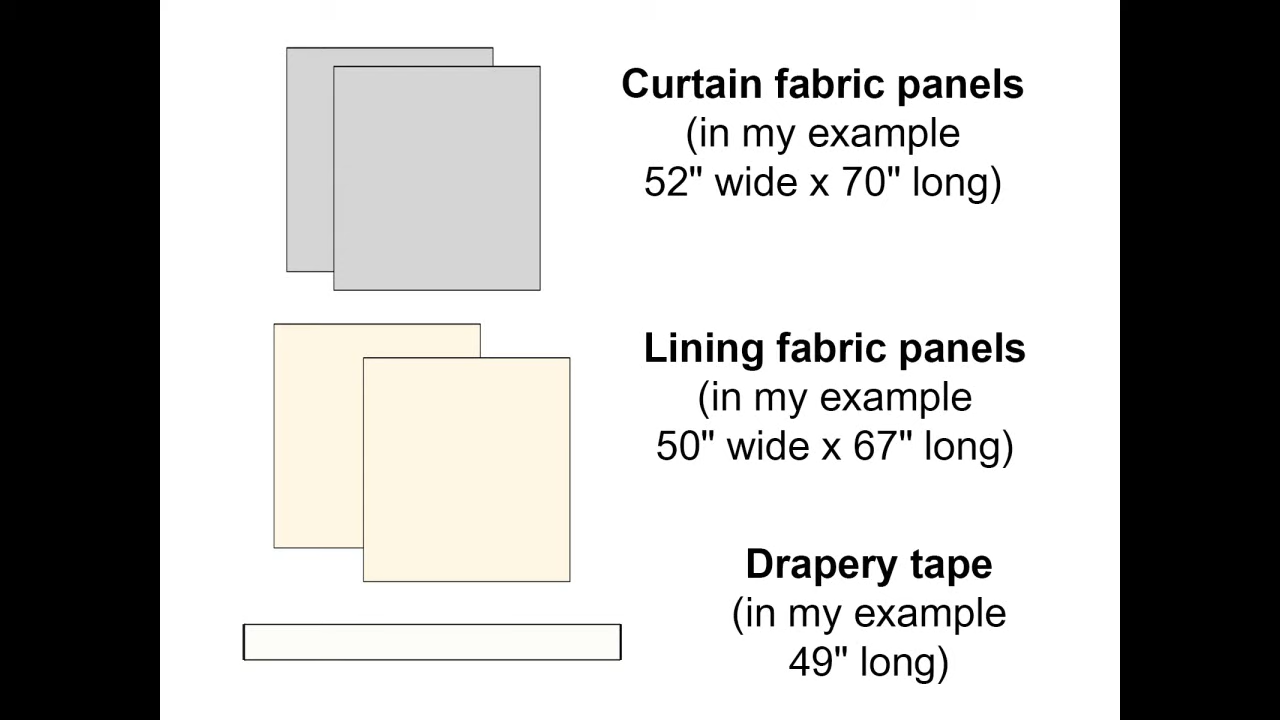 Curtain fabric panels
(in my example
52" wide x 70" long)
Lining fabric panels
(in my example
50" wide x 67" long)
Drapery tape
(in my example
49" long)